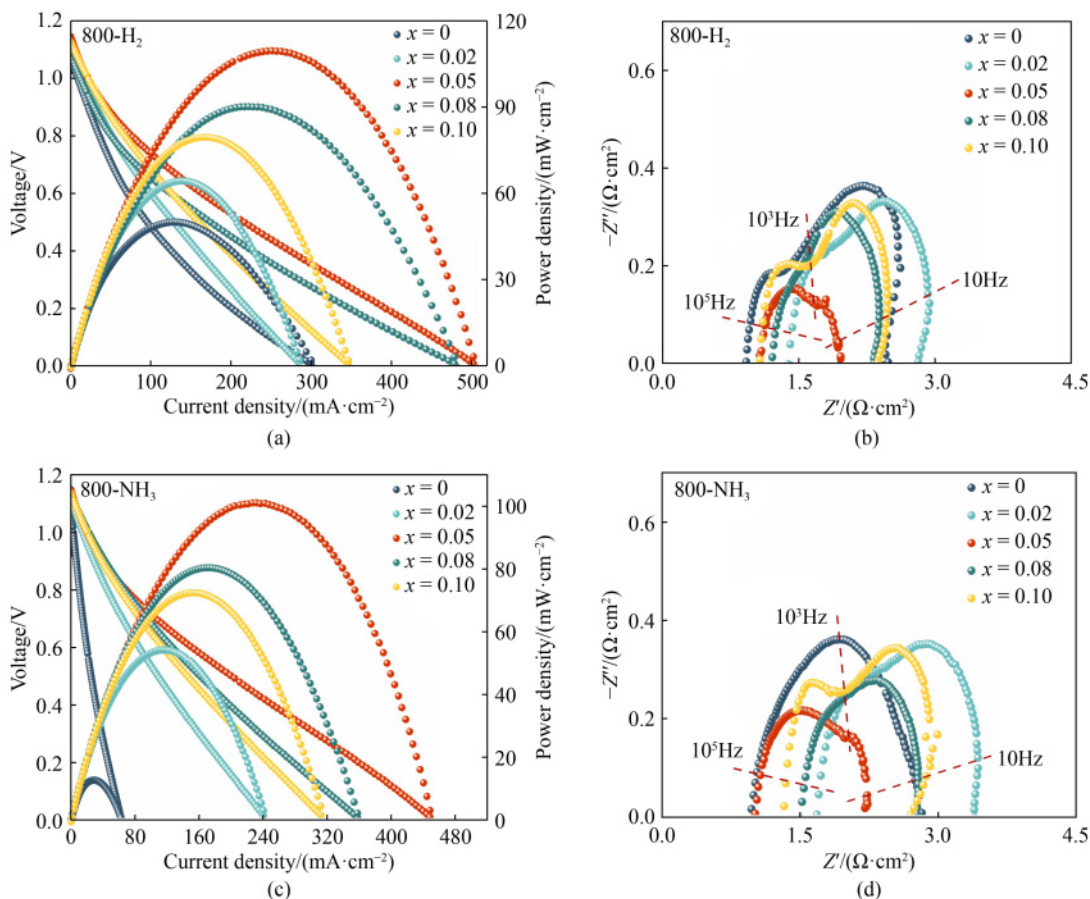 800-H₂
x = 0
x = 0.02
x = 0.05
x = 0.08
x = 0.10
1.2
1.0
0.8
0.6
0.4
0.2
0.0
Voltage/V
120
90
60
30
0
Power density/(mW·cm⁻²)
0 100 200 300 400 500
Current density/(mA·cm⁻²)
(a)
800-H₂
x = 0
x = 0.02
x = 0.05
x = 0.08
x = 0.10
0.6
0.4
0.2
0.0
−Z″/(Ω·cm²)
10³Hz
10⁵Hz
10Hz
0.0 1.5 3.0 4.5
Z′/(Ω·cm²)
(b)
800-NH₃
x = 0
x = 0.02
x = 0.05
x = 0.08
x = 0.10
1.2
1.0
0.8
0.6
0.4
0.2
0.0
Voltage/V
100
80
60
40
20
0
Power density/(mW·cm⁻²)
0 80 160 240 320 400 480
Current density/(mA·cm⁻²)
(c)
800-NH₃
x = 0
x = 0.02
x = 0.05
x = 0.08
x = 0.10
0.6
0.4
0.2
0.0
−Z″/(Ω·cm²)
10³Hz
10⁵Hz
10Hz
0.0 1.5 3.0 4.5
Z′/(Ω·cm²)
(d)